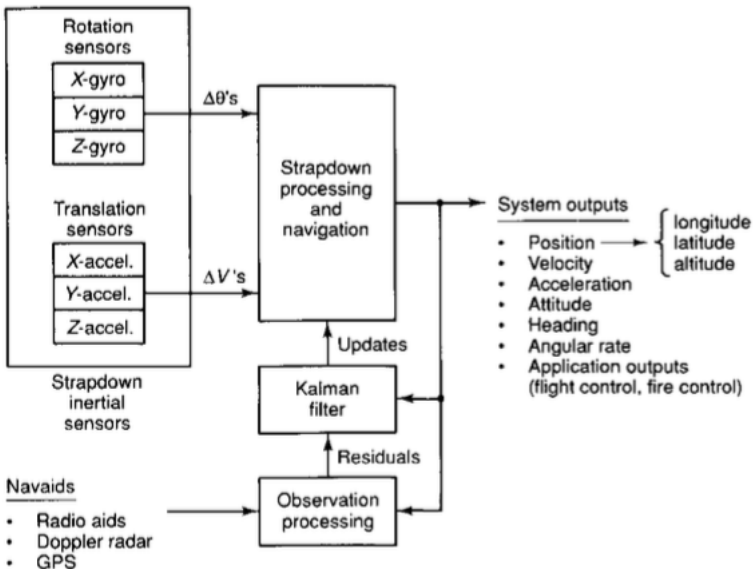 Rotation
sensors
X-gyro
Y-gyro
Z-gyro
Δθ's
Translation
sensors
X-accel.
Y-accel.
Z-accel.
ΔV's
Strapdown
inertial
sensors
Strapdown
processing
and
navigation
Updates
Kalman
filter
Residuals
Observation
processing
Navaids
• Radio aids
• Doppler radar
• GPS
System outputs
• Position
longitude
latitude
altitude
• Velocity
• Acceleration
• Attitude
• Heading
• Angular rate
• Application outputs
(flight control, fire control)